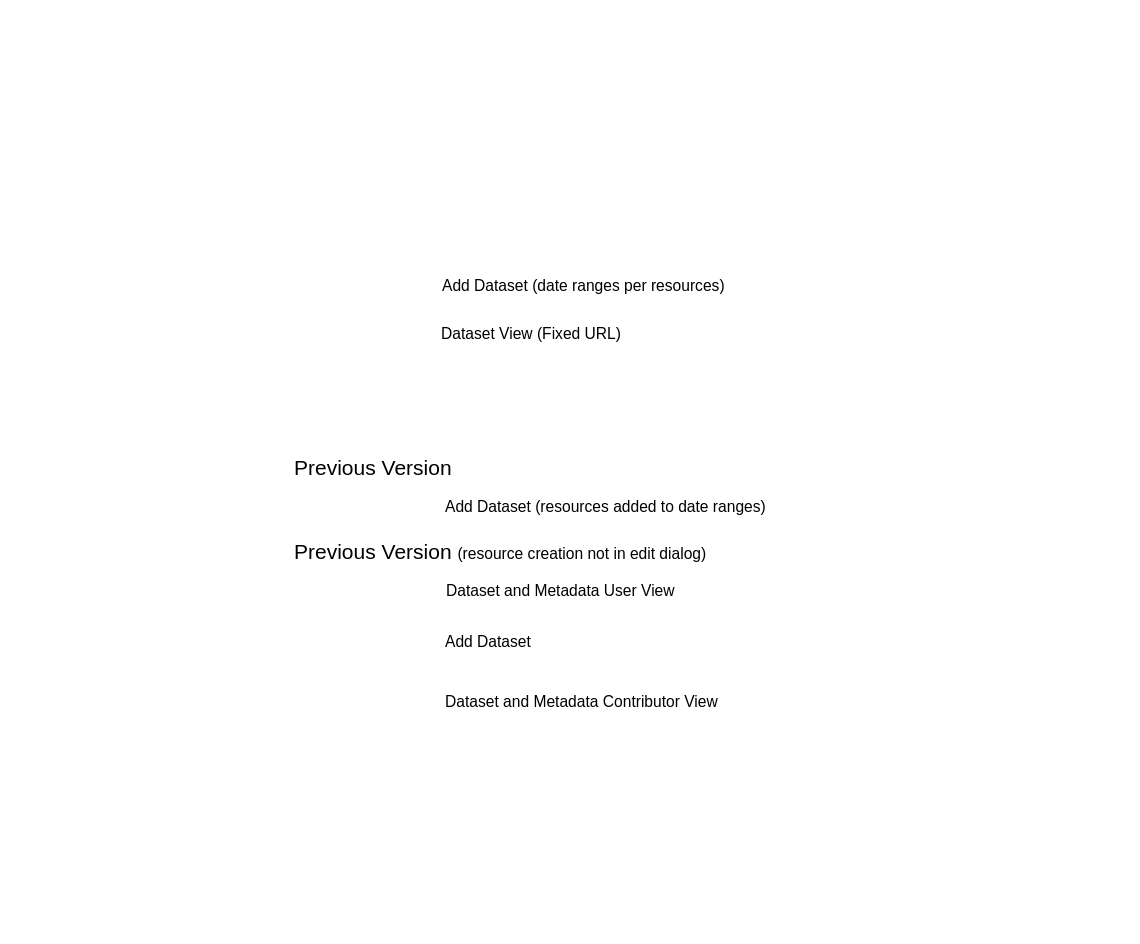 Add Dataset (date ranges per resources)
Dataset View (Fixed URL)
Previous Version
Add Dataset (resources added to date ranges)
Previous Version (resource creation not in edit dialog)
Dataset and Metadata User View
Add Dataset
Dataset and Metadata Contributor View